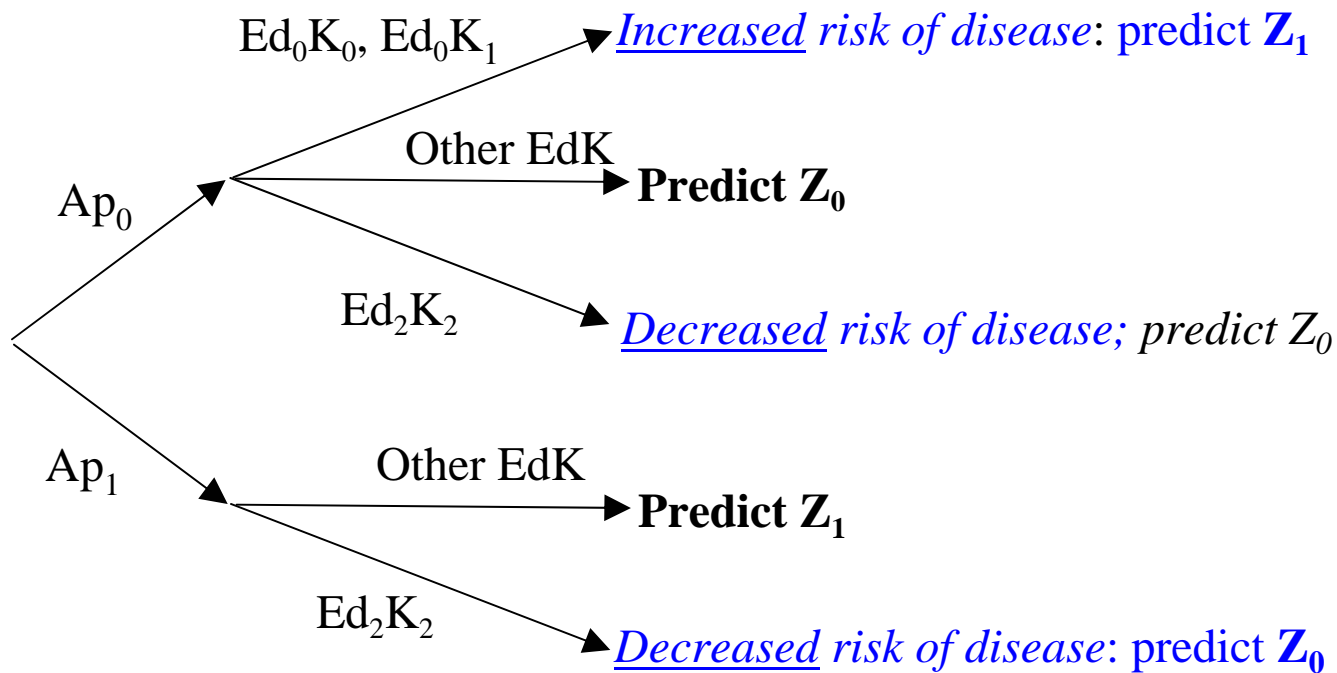 Ed₀K₀, Ed₀K₁
Increased risk of disease: predict Z₁
Other EdK
Predict Z₀
Ap₀
Ed₂K₂
Decreased risk of disease; predict Z₀
Ap₁
Other EdK
Predict Z₁
Ed₂K₂
Decreased risk of disease: predict Z₀